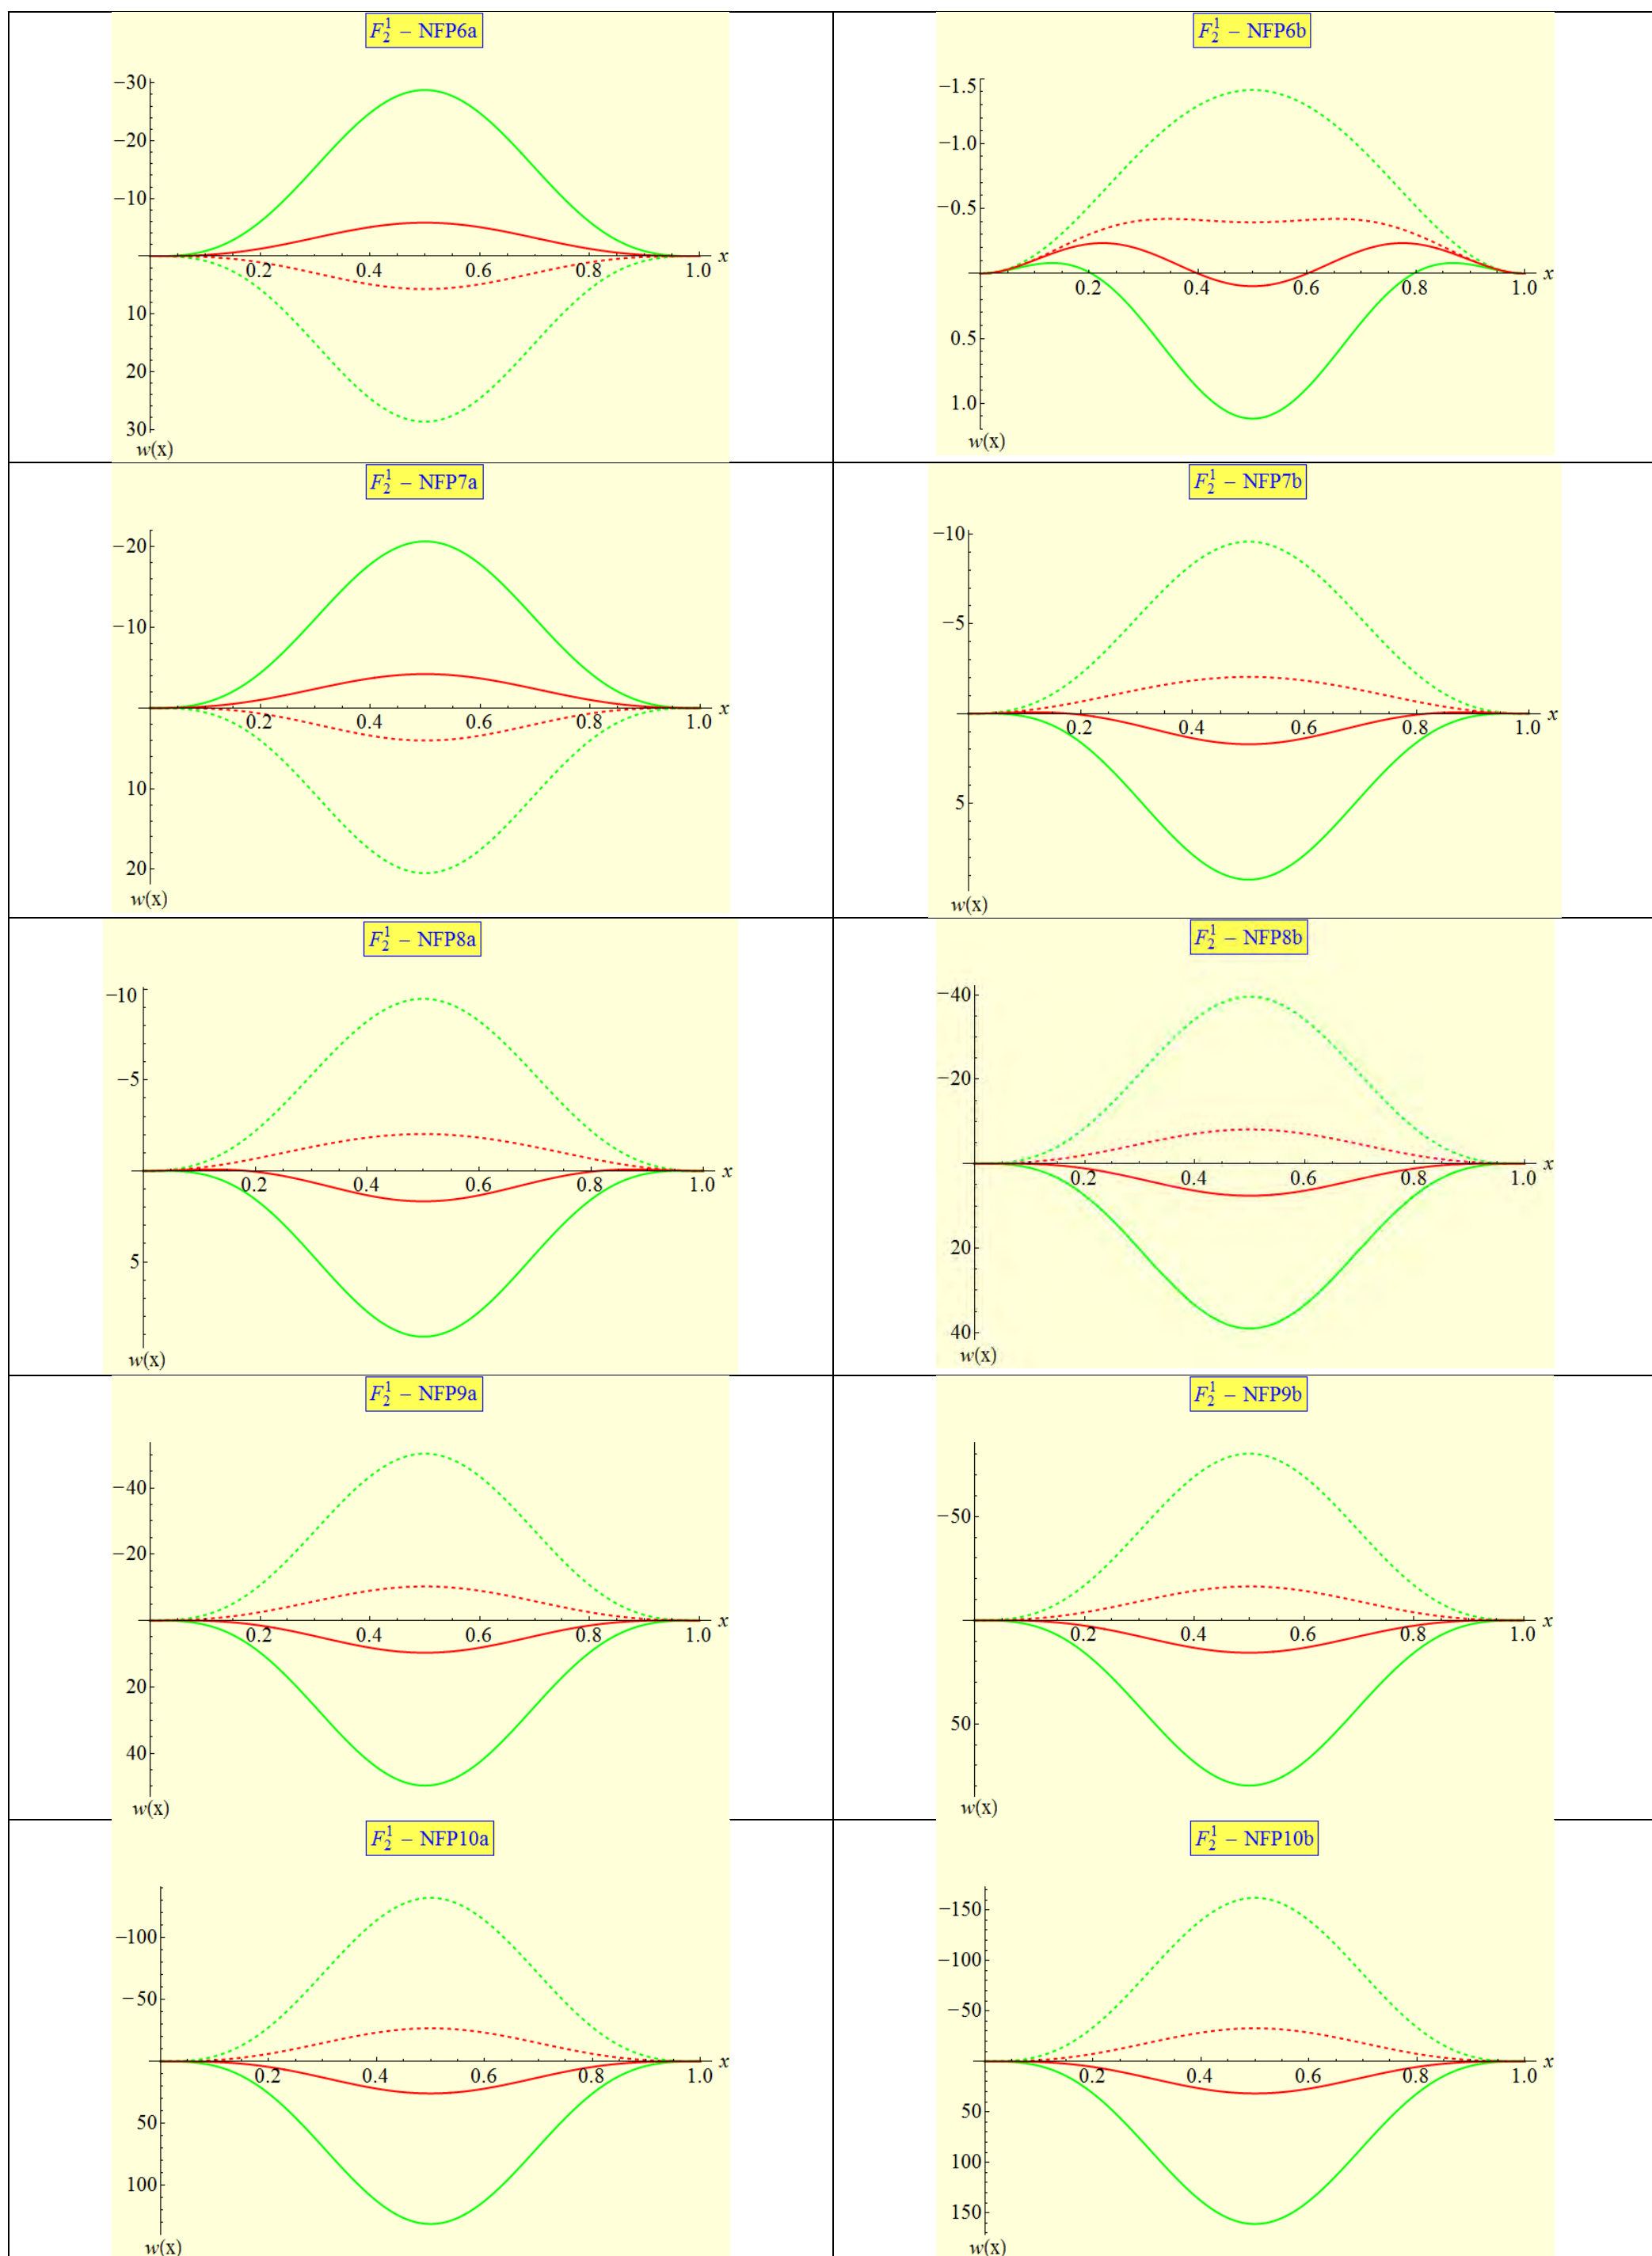 F₂¹ – NFP6a
−30
−20
−10
0.2 0.4 0.6 0.8 1.0 x
10
20
30
w(x)
F₂¹ – NFP6b
−1.5
−1.0
−0.5
0.2 0.4 0.6 0.8 1.0 x
0.5
1.0
w(x)
F₂¹ – NFP7a
−20
−10
0.2 0.4 0.6 0.8 1.0 x
10
20
w(x)
F₂¹ – NFP7b
−10
−5
0.2 0.4 0.6 0.8 1.0 x
5
w(x)
F₂¹ – NFP8a
−10
−5
0.2 0.4 0.6 0.8 1.0 x
5
w(x)
F₂¹ – NFP8b
−40
−20
0.2 0.4 0.6 0.8 1.0 x
20
40
w(x)
F₂¹ – NFP9a
−40
−20
0.2 0.4 0.6 0.8 1.0 x
20
40
w(x)
F₂¹ – NFP9b
−50
0.2 0.4 0.6 0.8 1.0 x
50
w(x)
F₂¹ – NFP10a
−100
−50
0.2 0.4 0.6 0.8 1.0 x
50
100
w(x)
F₂¹ – NFP10b
−150
−100
−50
0.2 0.4 0.6 0.8 1.0 x
50
100
150
w(x)